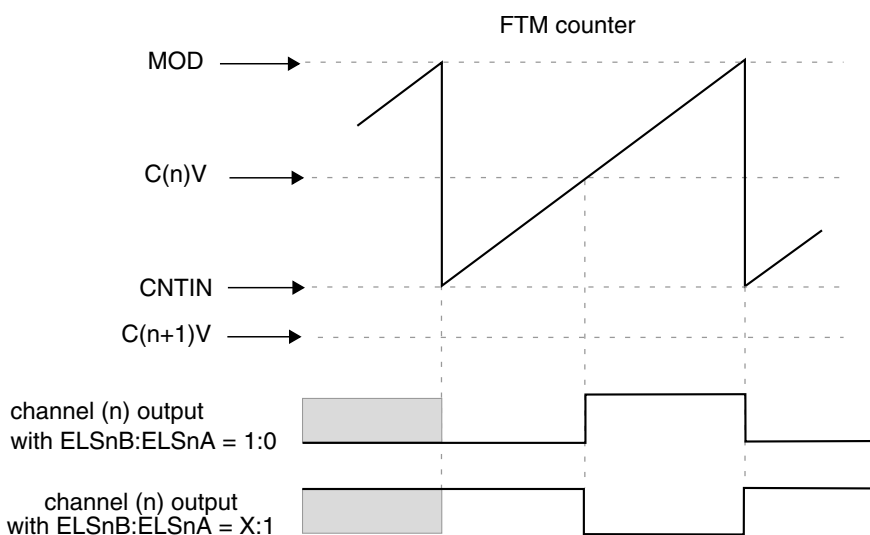 FTM counter
MOD
C(n)V
CNTIN
C(n+1)V
channel (n) output
with ELSnB:ELSnA = 1:0
channel (n) output
with ELSnB:ELSnA = X:1